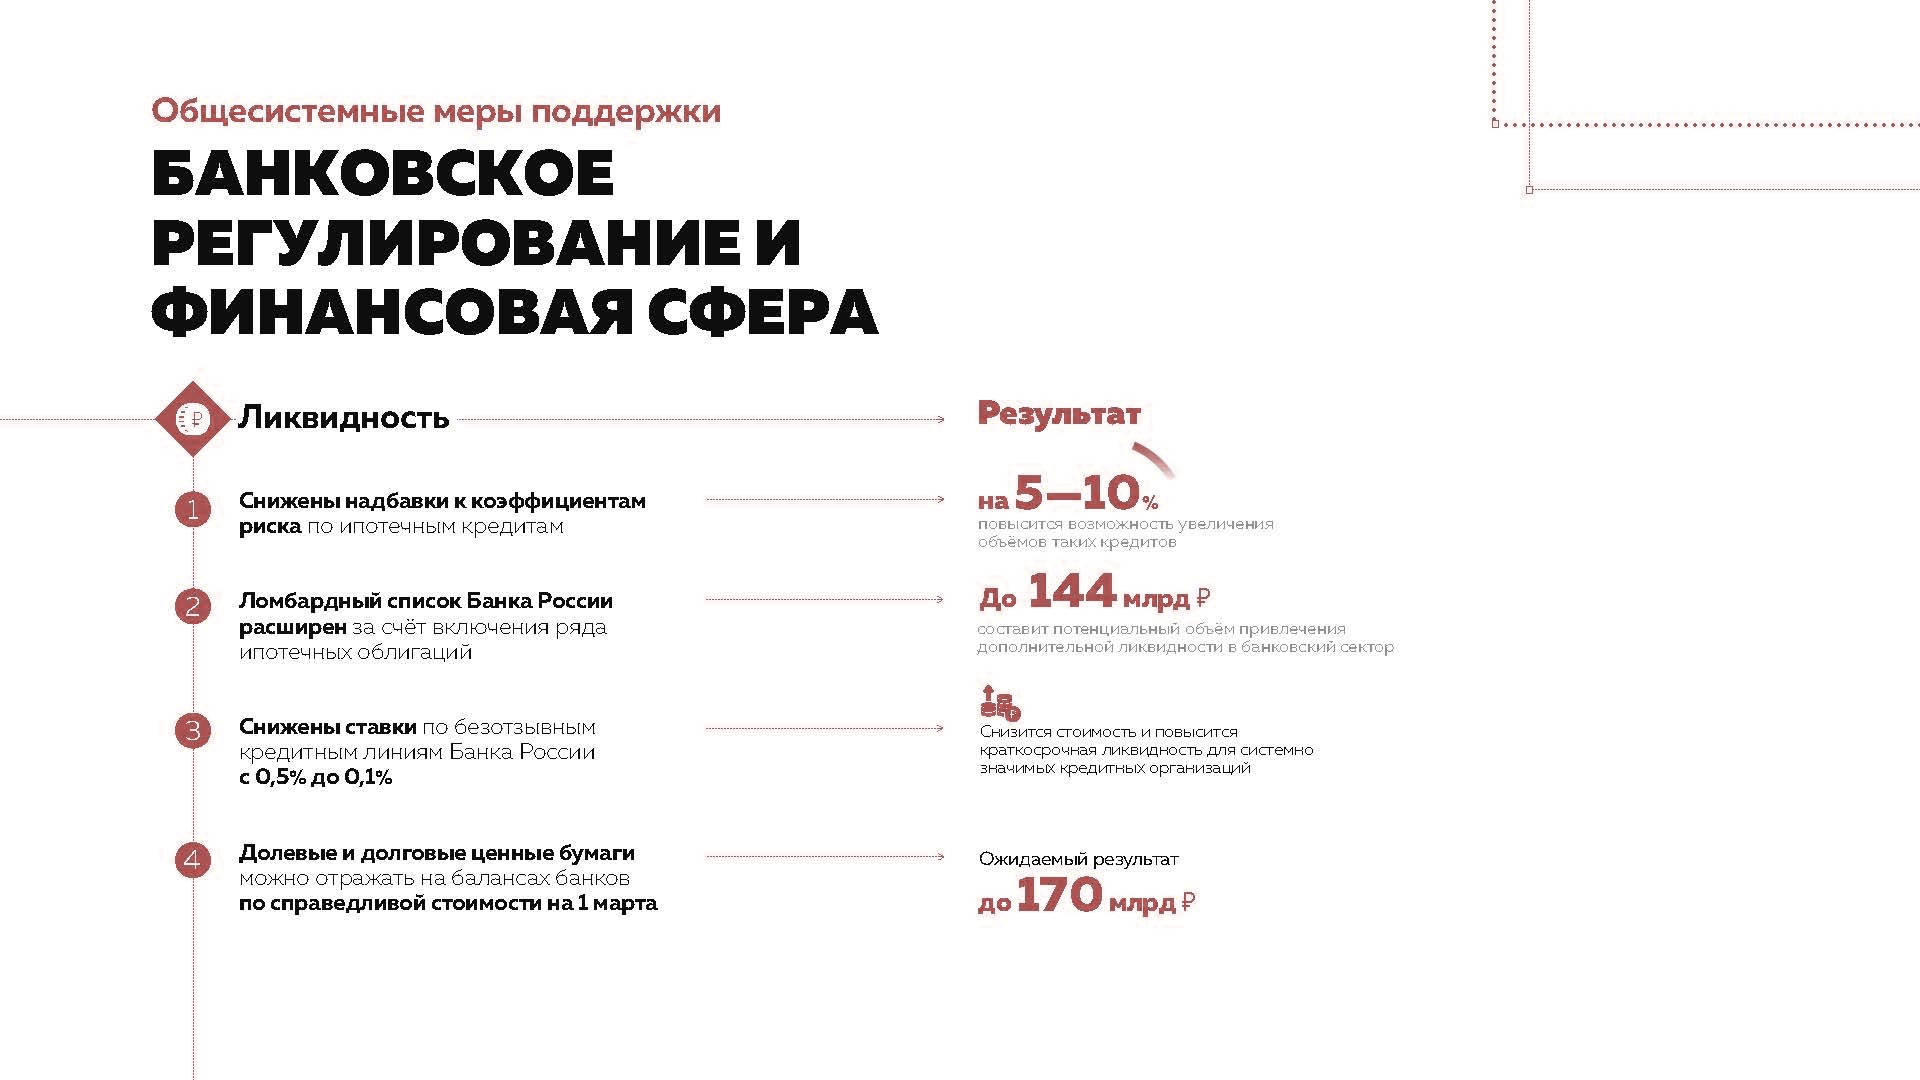 Общесистемные меры поддержки
БАНКОВСКОЕ
РЕГУЛИРОВАНИЕ И
ФИНАНСОВАЯ СФЕРА
₽
Ликвидность
Результат
1
Снижены надбавки к коэффициентам
риска по ипотечным кредитам
на 5—10%
повысится возможность увеличения
объёмов таких кредитов
2
Ломбардный список Банка России
расширен за счёт включения ряда
ипотечных облигаций
До 144 млрд ₽
составит потенциальный объём привлечения
дополнительной ликвидности в банковский сектор
3
Снижены ставки по безотзывным
кредитным линиям Банка России
с 0,5% до 0,1%
Снизится стоимость и повысится
краткосрочная ликвидность для системно
значимых кредитных организаций
4
Долевые и долговые ценные бумаги
можно отражать на балансах банков
по справедливой стоимости на 1 марта
Ожидаемый результат
до 170 млрд ₽